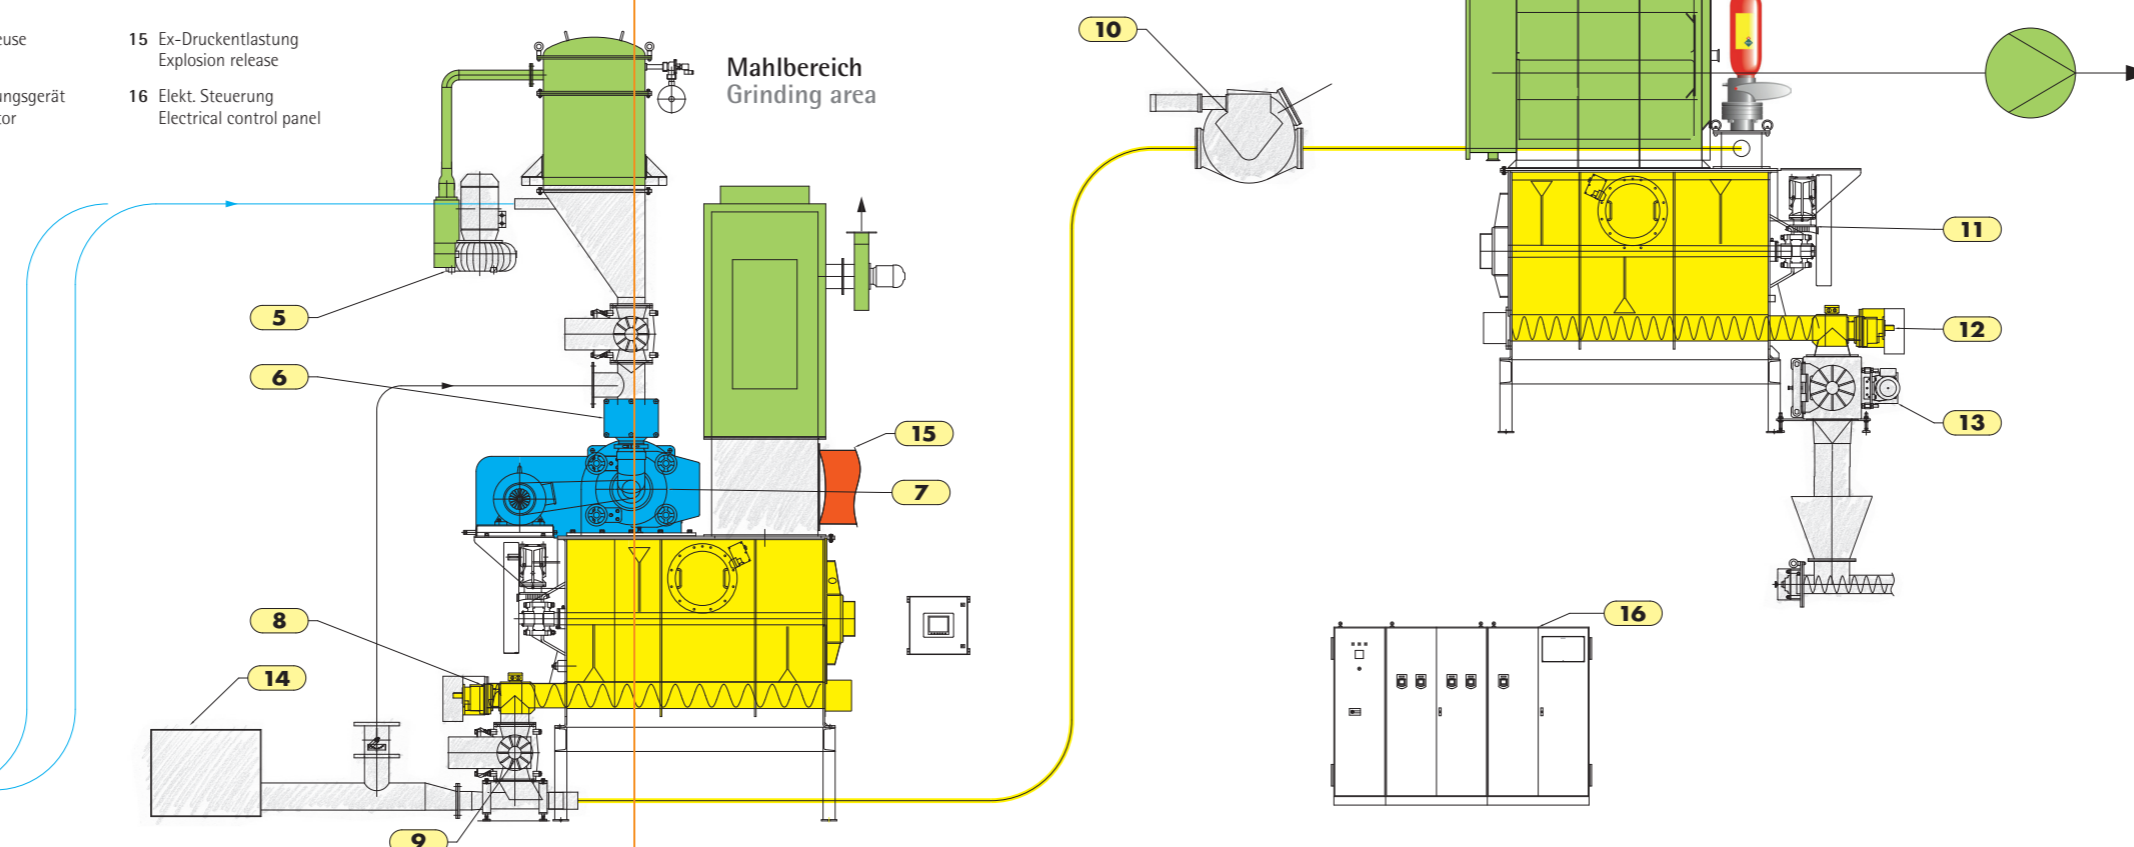 euse
ungsgerät
tor
15 Ex-Druckentlastung
Explosion release
16 Elekt. Steuerung
Electrical control panel
Mahlbereich
Grinding area
10
5
6
15
7
8
14
9
11
12
13
16